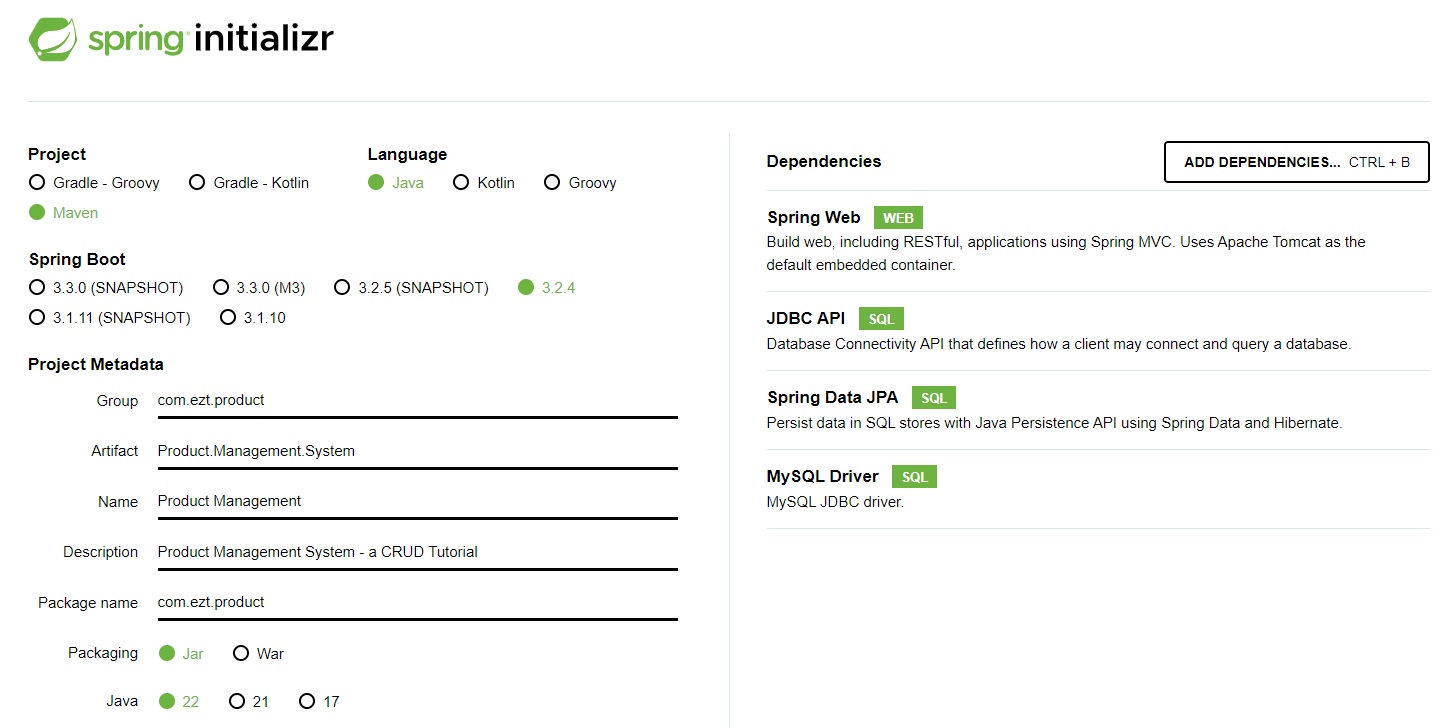 spring initializr
Project
Gradle - Groovy Gradle - Kotlin
Maven
Language
Java Kotlin Groovy
Spring Boot
3.3.0 (SNAPSHOT) 3.3.0 (M3) 3.2.5 (SNAPSHOT) 3.2.4
3.1.11 (SNAPSHOT) 3.1.10
Project Metadata
Group com.ezt.product
Artifact Product.Management.System
Name Product Management
Description Product Management System - a CRUD Tutorial
Package name com.ezt.product
Packaging Jar War
Java 22 21 17
Dependencies ADD DEPENDENCIES... CTRL + B
Spring Web WEB
Build web, including RESTful, applications using Spring MVC. Uses Apache Tomcat as the
default embedded container.
JDBC API SQL
Database Connectivity API that defines how a client may connect and query a database.
Spring Data JPA SQL
Persist data in SQL stores with Java Persistence API using Spring Data and Hibernate.
MySQL Driver SQL
MySQL JDBC driver.